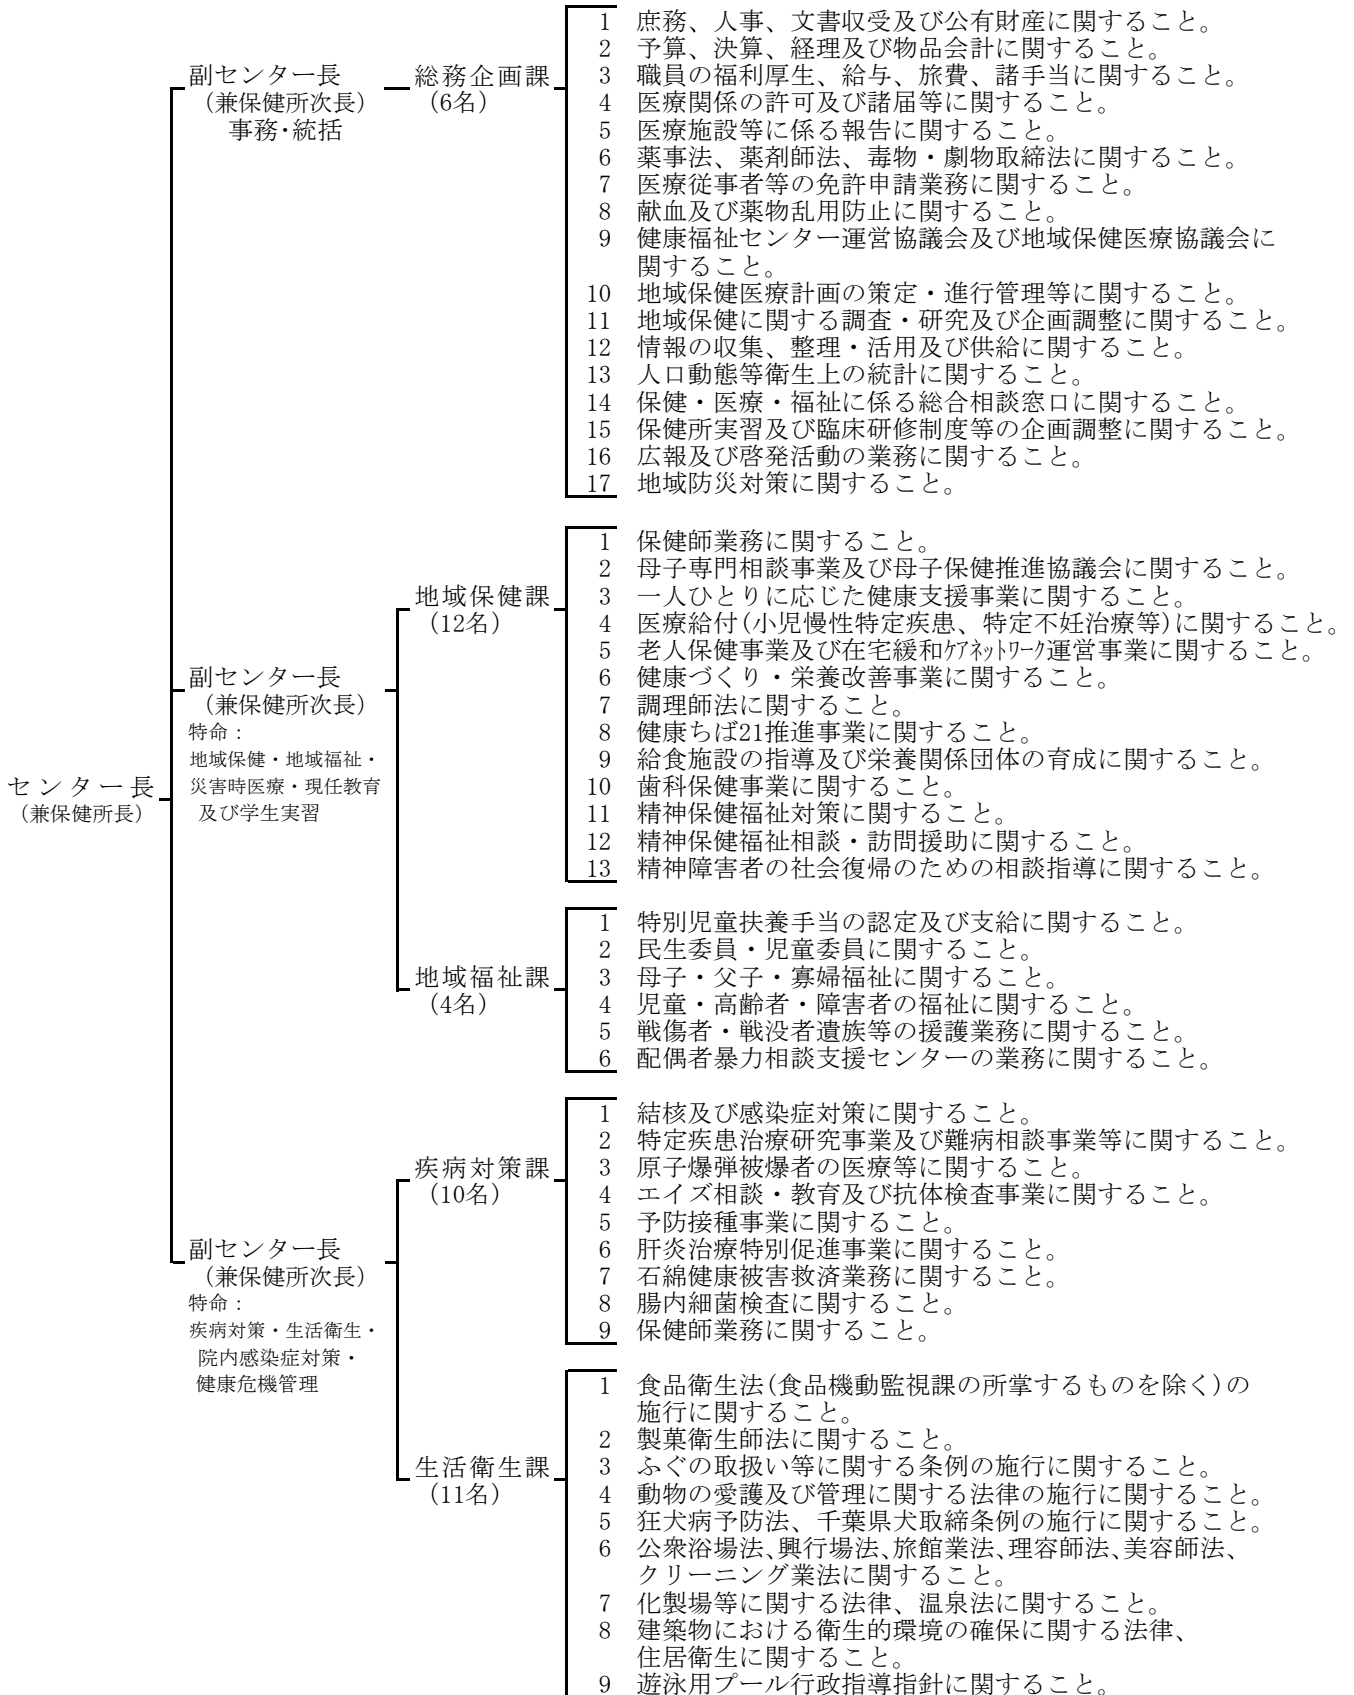 センター長
(兼保健所長)
副センター長
(兼保健所次長)
事務・統括
総務企画課
(6名)
1 庶務、人事、文書収受及び公有財産に関すること。
2 予算、決算、経理及び物品会計に関すること。
3 職員の福利厚生、給与、旅費、諸手当に関すること。
4 医療関係の許可及び諸届等に関すること。
5 医療施設等に係る報告に関すること。
6 薬事法、薬剤師法、毒物・劇物取締法に関すること。
7 医療従事者等の免許申請業務に関すること。
8 献血及び薬物乱用防止に関すること。
9 健康福祉センター運営協議会及び地域保健医療協議会に
関すること。
10 地域保健医療計画の策定・進行管理等に関すること。
11 地域保健に関する調査・研究及び企画調整に関すること。
12 情報の収集、整理・活用及び供給に関すること。
13 人口動態等衛生上の統計に関すること。
14 保健・医療・福祉に係る総合相談窓口に関すること。
15 保健所実習及び臨床研修制度等の企画調整に関すること。
16 広報及び啓発活動の業務に関すること。
17 地域防災対策に関すること。
副センター長
(兼保健所次長)
特命：
地域保健・地域福祉・
災害時医療・現任教育
及び学生実習
地域保健課
(12名)
1 保健師業務に関すること。
2 母子専門相談事業及び母子保健推進協議会に関すること。
3 一人ひとりに応じた健康支援事業に関すること。
4 医療給付(小児慢性特定疾患、特定不妊治療等)に関すること。
5 老人保健事業及び在宅緩和ｹｱﾈｯﾄﾜｰｸ運営事業に関すること。
6 健康づくり・栄養改善事業に関すること。
7 調理師法に関すること。
8 健康ちば21推進事業に関すること。
9 給食施設の指導及び栄養関係団体の育成に関すること。
10 歯科保健事業に関すること。
11 精神保健福祉対策に関すること。
12 精神保健福祉相談・訪問援助に関すること。
13 精神障害者の社会復帰のための相談指導に関すること。
地域福祉課
(4名)
1 特別児童扶養手当の認定及び支給に関すること。
2 民生委員・児童委員に関すること。
3 母子・父子・寡婦福祉に関すること。
4 児童・高齢者・障害者の福祉に関すること。
5 戦傷者・戦没者遺族等の援護業務に関すること。
6 配偶者暴力相談支援センターの業務に関すること。
副センター長
(兼保健所次長)
特命：
疾病対策・生活衛生・
院内感染症対策・
健康危機管理
疾病対策課
(10名)
1 結核及び感染症対策に関すること。
2 特定疾患治療研究事業及び難病相談事業等に関すること。
3 原子爆弾被爆者の医療等に関すること。
4 エイズ相談・教育及び抗体検査事業に関すること。
5 予防接種事業に関すること。
6 肝炎治療特別促進事業に関すること。
7 石綿健康被害救済業務に関すること。
8 腸内細菌検査に関すること。
9 保健師業務に関すること。
生活衛生課
(11名)
1 食品衛生法(食品機動監視課の所掌するものを除く)の
施行に関すること。
2 製菓衛生師法に関すること。
3 ふぐの取扱い等に関する条例の施行に関すること。
4 動物の愛護及び管理に関する法律の施行に関すること。
5 狂犬病予防法、千葉県犬取締条例の施行に関すること。
6 公衆浴場法、興行場法、旅館業法、理容師法、美容師法、
クリーニング業法に関すること。
7 化製場等に関する法律、温泉法に関すること。
8 建築物における衛生的環境の確保に関する法律、
住居衛生に関すること。
9 遊泳用プール行政指導指針に関すること。